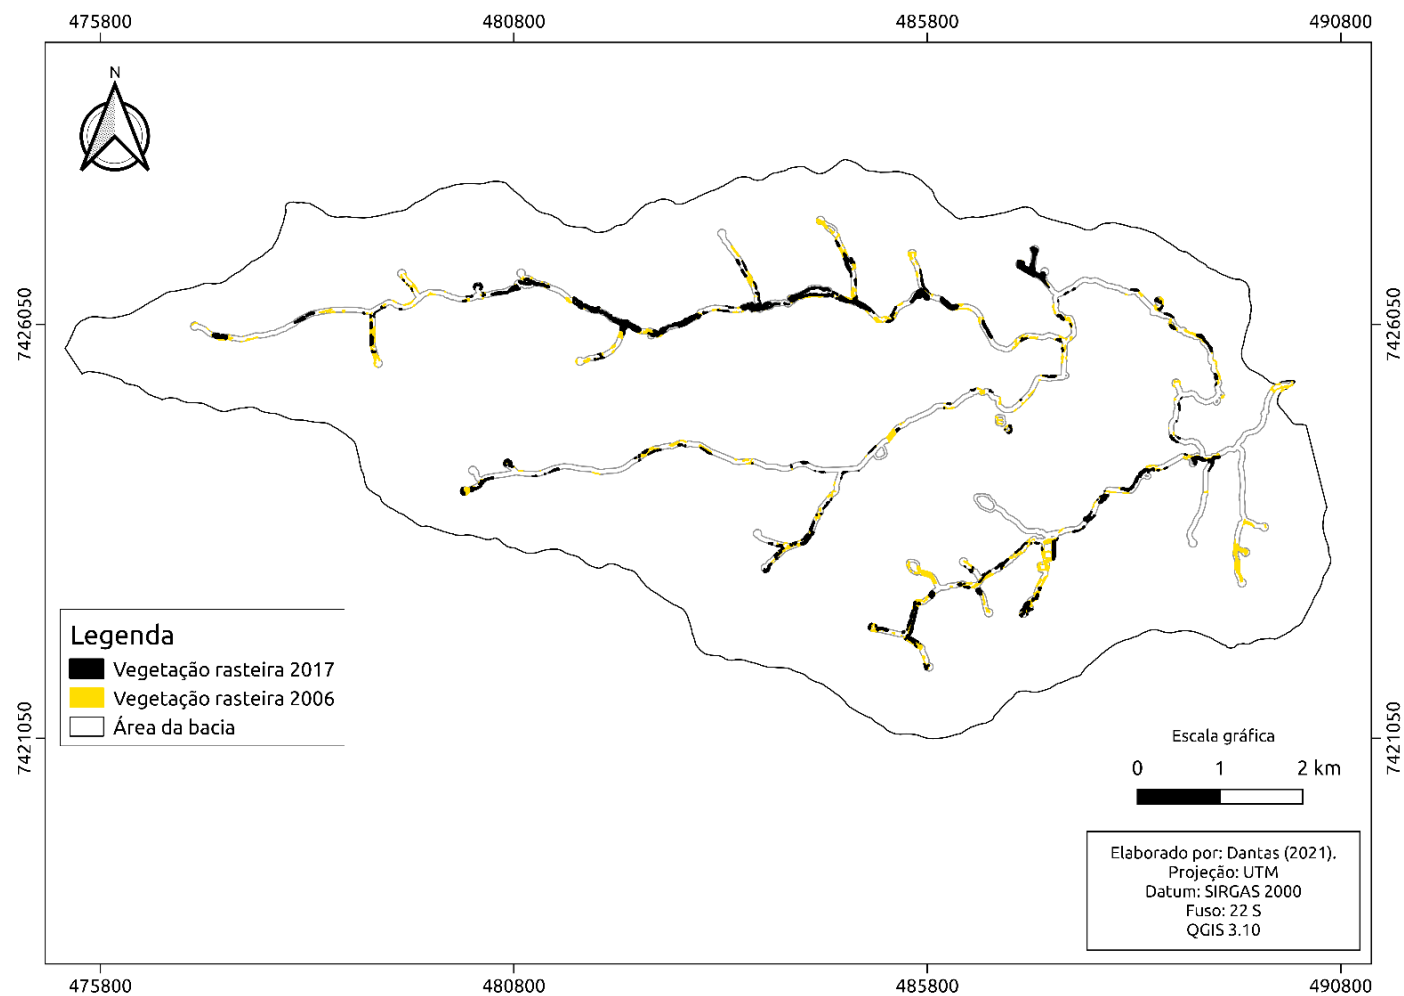 475800
480800
485800
490800
N
7426050
7426050
Legenda
Vegetação rasteira 2017
Vegetação rasteira 2006
Área da bacia
7421050
7421050
Escala gráfica
0 1 2 km
Elaborado por: Dantas (2021).
Projeção: UTM
Datum: SIRGAS 2000
Fuso: 22 S
QGIS 3.10
475800
480800
485800
490800